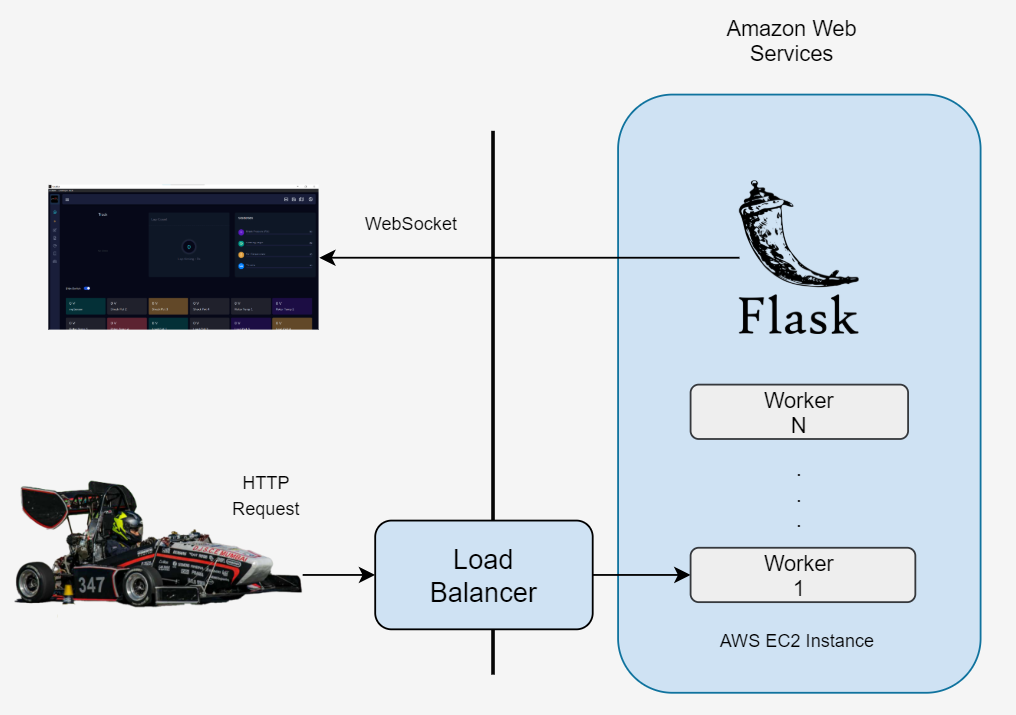 Amazon Web
Services
WebSocket
Flask
Worker
N
HTTP
Request
347
Load
Balancer
Worker
1
AWS EC2 Instance